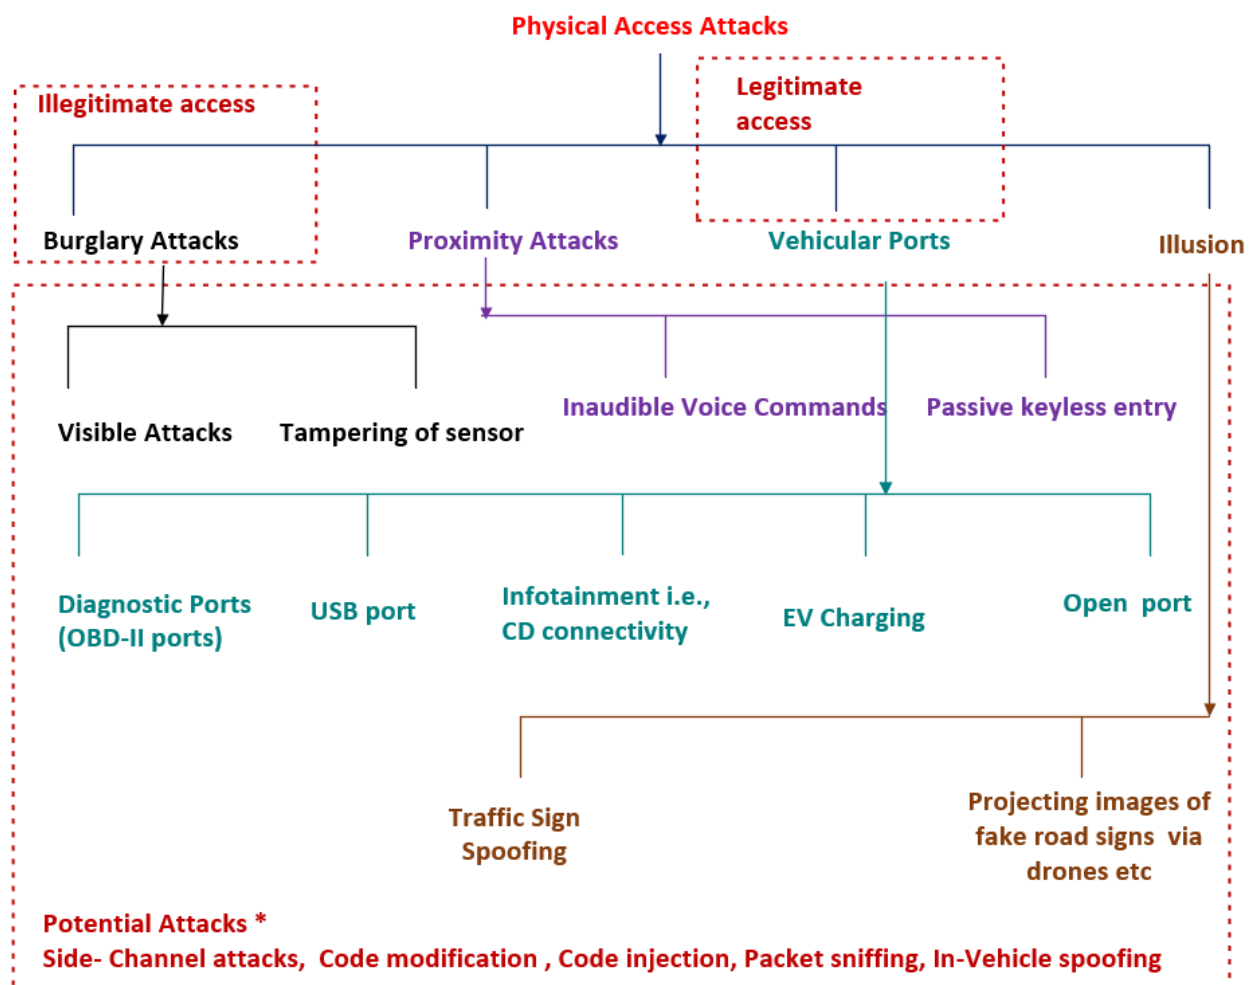 Physical Access Attacks
Illegitimate access
Legitimate
access
Burglary Attacks
Proximity Attacks
Vehicular Ports
Illusion
Visible Attacks
Tampering of sensor
Inaudible Voice Commands
Passive keyless entry
Diagnostic Ports
(OBD-II ports)
USB port
Infotainment i.e.,
CD connectivity
EV Charging
Open port
Traffic Sign
Spoofing
Projecting images of
fake road signs via
drones etc
Potential Attacks *
Side- Channel attacks, Code modification , Code injection, Packet sniffing, In-Vehicle spoofing